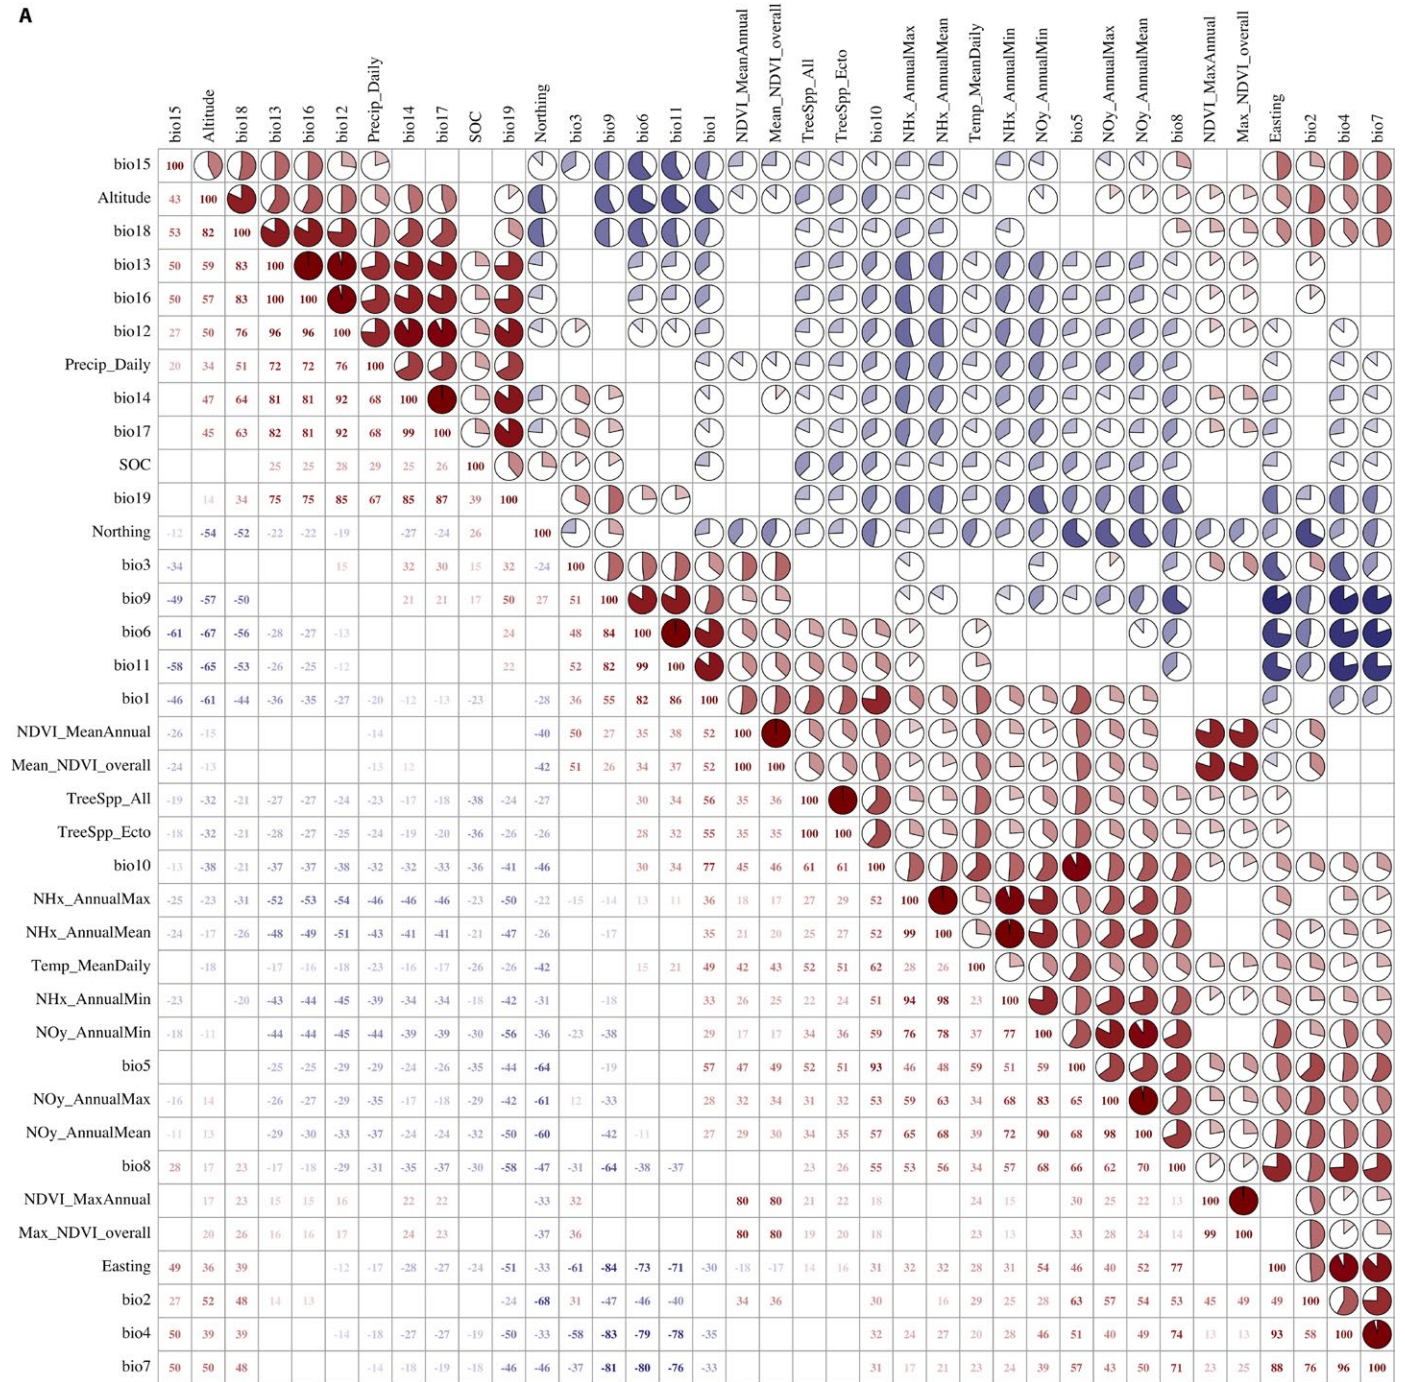 A
bio15 Altitude bio18 bio13 bio16 bio12 Precip_Daily bio14 bio17 SOC bio19 Northing bio3 bio9 bio6 bio11 bio1 NDVI_MeanAnnual Mean_NDVI_overall TreeSpp_All TreeSpp_Ecto bio10 NHx_AnnualMax NHx_AnnualMean Temp_MeanDaily NHx_AnnualMin NOy_AnnualMin bio5 NOy_AnnualMax NOy_AnnualMean bio8 NDVI_MaxAnnual Max_NDVI_overall Easting bio2 bio4 bio7
bio15 100
Altitude 43 100
bio18 53 82 100
bio13 50 59 83 100
bio16 50 57 83 100 100
bio12 27 50 76 96 96 100
Precip_Daily 20 34 51 72 72 76 100
bio14 47 64 81 81 92 68 100
bio17 45 63 82 81 92 68 99 100
SOC 25 25 28 29 25 26 100
bio19 14 34 75 75 85 67 85 87 39 100
Northing -12 -54 -52 -22 -22 -19 -27 -24 26 100
bio3 -34 15 32 30 15 32 -24 100
bio9 -49 -57 -50 21 21 17 50 27 51 100
bio6 -61 -67 -56 -28 -27 -13 24 48 84 100
bio11 -58 -65 -53 -26 -25 -12 22 52 82 99 100
bio1 -46 -61 -44 -36 -35 -27 -20 -12 -13 -23 -28 36 55 82 86 100
NDVI_MeanAnnual -26 -15 -14 -40 50 27 35 38 52 100
Mean_NDVI_overall -24 -13 -13 12 -42 51 26 34 37 52 100 100
TreeSpp_All -19 -32 -21 -27 -27 -24 -23 -17 -18 -38 -24 -27 30 34 56 35 36 100
TreeSpp_Ecto -18 -32 -21 -28 -27 -25 -24 -19 -20 -36 -26 -26 28 32 55 35 35 100 100
bio10 -13 -38 -21 -37 -37 -38 -32 -32 -33 -36 -41 -46 30 34 77 45 46 61 61 100
NHx_AnnualMax -25 -23 -31 -52 -53 -54 -46 -46 -46 -23 -50 -22 -15 -14 13 11 36 18 17 27 29 52 100
NHx_AnnualMean -24 -17 -26 -48 -49 -51 -43 -41 -41 -21 -47 -26 -17 35 21 20 25 27 52 99 100
Temp_MeanDaily -18 -17 -16 -18 -23 -16 -17 -26 -26 -42 15 21 49 42 43 52 51 62 28 26 100
NHx_AnnualMin -23 -20 -43 -44 -45 -39 -34 -34 -18 -42 -31 -18 33 26 25 22 24 51 94 98 23 100
NOy_AnnualMin -18 -11 -44 -44 -45 -44 -39 -39 -30 -56 -36 -23 -38 29 17 17 34 36 59 76 78 37 77 100
bio5 -25 -25 -29 -29 -24 -26 -35 -44 -64 -19 57 47 49 52 51 93 46 48 59 51 59 100
NOy_AnnualMax -16 14 -26 -27 -29 -35 -17 -18 -29 -42 -61 12 -33 28 32 34 31 32 53 59 63 34 68 83 65 100
NOy_AnnualMean -11 13 -29 -30 -33 -37 -24 -24 -32 -50 -60 -42 -11 27 29 30 34 35 57 65 68 39 72 90 68 98 100
bio8 28 17 23 -17 -18 -29 -31 -35 -37 -30 -58 -47 -31 -64 -38 -37 23 26 55 53 56 34 57 68 66 62 70 100
NDVI_MaxAnnual 17 23 15 15 16 22 22 -33 32 80 80 21 22 18 24 15 30 25 22 13 100
Max_NDVI_overall 20 26 16 16 17 24 23 -37 36 80 80 19 20 18 23 13 33 28 24 14 99 100
Easting 49 36 39 -12 -17 -28 -27 -24 -51 -33 -61 -84 -73 -71 -30 -18 -17 14 16 31 32 32 28 31 54 46 40 52 77 100
bio2 27 52 48 14 13 -24 -68 31 -47 -46 -40 34 36 30 16 29 25 28 63 57 54 53 45 49 49 100
bio4 50 39 39 -14 -18 -27 -27 -19 -50 -33 -58 -83 -79 -78 -35 32 24 27 20 28 46 51 40 49 74 13 13 93 58 100
bio7 50 50 48 -14 -18 -19 -18 -46 -46 -37 -81 -80 -76 -33 31 17 21 23 24 39 57 43 50 71 23 25 88 76 96 100